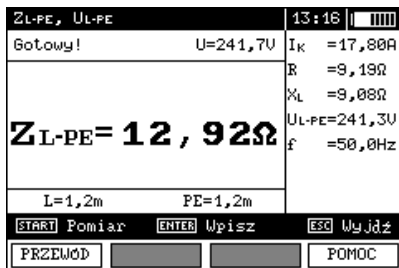 ZL-PE, UL-PE 13:16
Gotowy! U=241,7V
IK =17,80A
R =9,19Ω
XL =9,08Ω
UL-PE=241,3V
f =50,0Hz
ZL-PE=12,92Ω
L=1,2m PE=1,2m
START Pomiar ENTER Wpisz ESC Wyjdź
PRZEWÓD POMOC